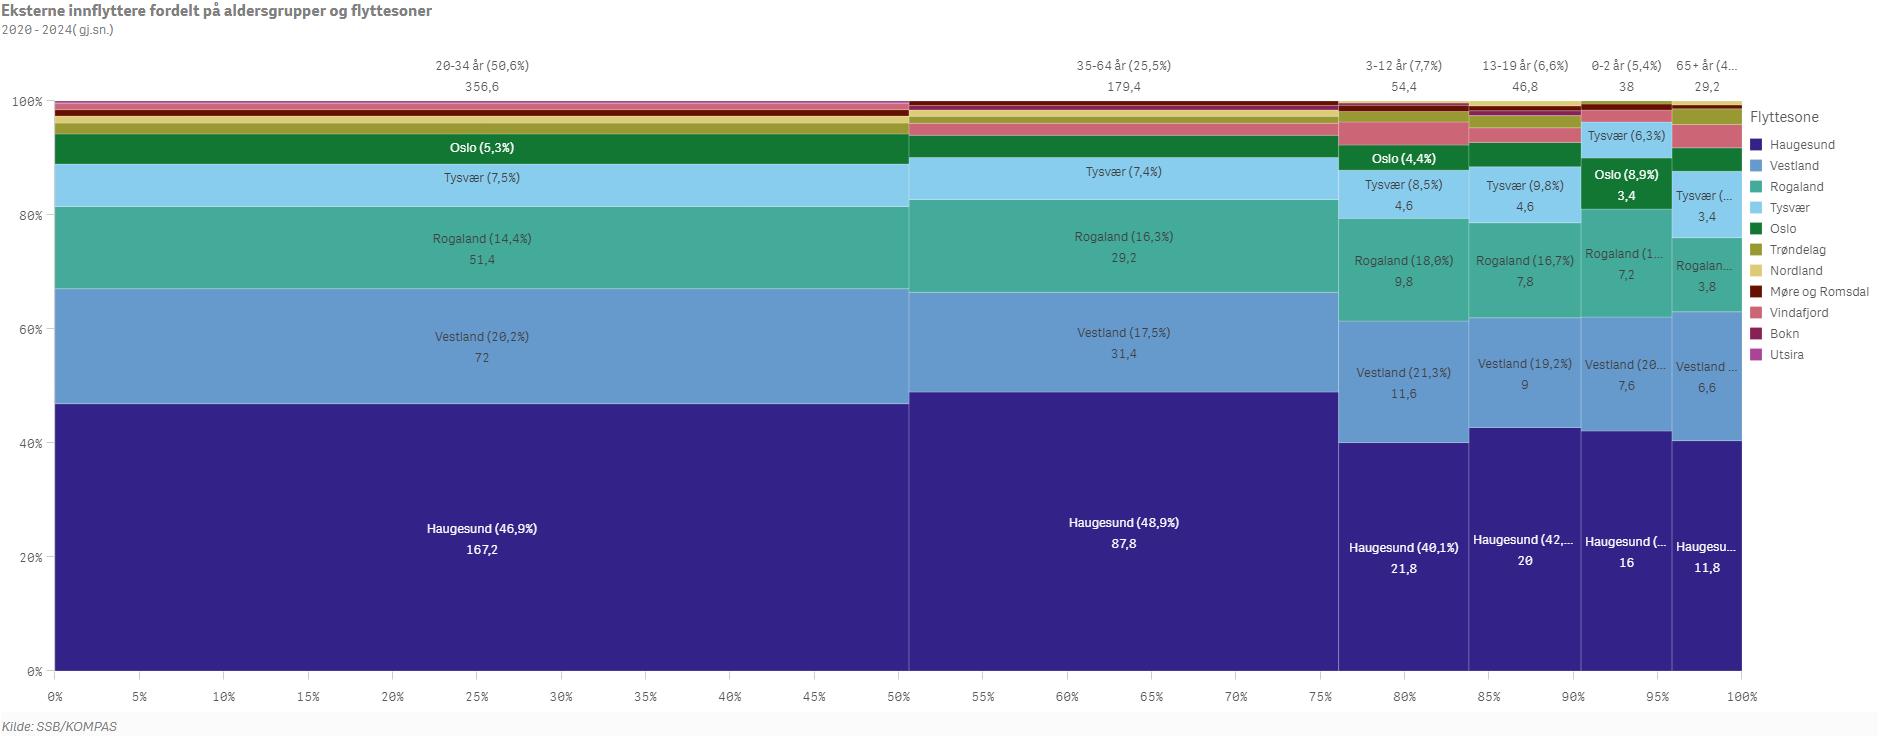 Eksterne innflyttere fordelt på aldersgrupper og flyttesoner
2020 - 2024( gj.sn.)
20-34 år (50,6%)
356,6
35-64 år (25,5%)
179,4
3-12 år (7,7%)
54,4
13-19 år (6,6%)
46,8
0-2 år (5,4%)
38
65+ år (4...
29,2
100%
80%
60%
40%
20%
0%
Oslo (5,3%)
Tysvær (7,5%)
Rogaland (14,4%)
51,4
Vestland (20,2%)
72
Haugesund (46,9%)
167,2
Tysvær (7,4%)
Rogaland (16,3%)
29,2
Vestland (17,5%)
31,4
Haugesund (48,9%)
87,8
Oslo (4,4%)
Tysvær (8,5%)
4,6
Rogaland (18,0%)
9,8
Vestland (21,3%)
11,6
Haugesund (40,1%)
21,8
Tysvær (9,8%)
4,6
Rogaland (16,7%)
7,8
Vestland (19,2%)
9
Haugesund (42,...
20
Tysvær (6,3%)
Oslo (8,9%)
3,4
Rogaland (1...
7,2
Vestland (20...
7,6
Haugesund (...
16
Tysvær (...
3,4
Rogalan...
3,8
Vestland ...
6,6
Haugesu...
11,8
0%
5%
10%
15%
20%
25%
30%
35%
40%
45%
50%
55%
60%
65%
70%
75%
80%
85%
90%
95%
100%
Flyttesone
Haugesund
Vestland
Rogaland
Tysvær
Oslo
Trøndelag
Nordland
Møre og Romsdal
Vindafjord
Bokn
Utsira
Kilde: SSB/KOMPAS